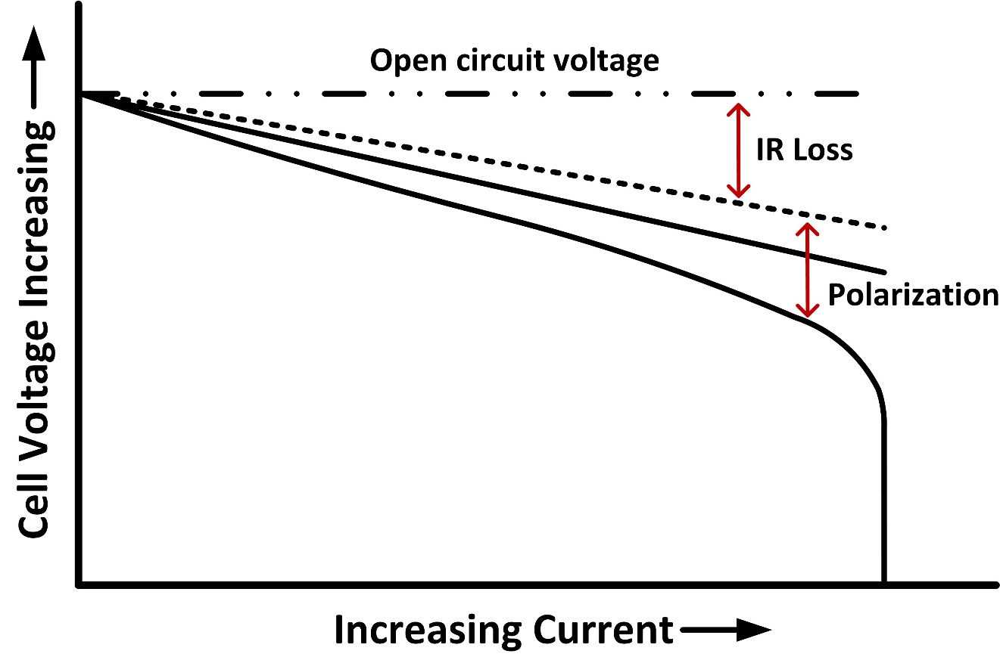 Open circuit voltage
IR Loss
Polarization
Cell Voltage Increasing
Increasing Current